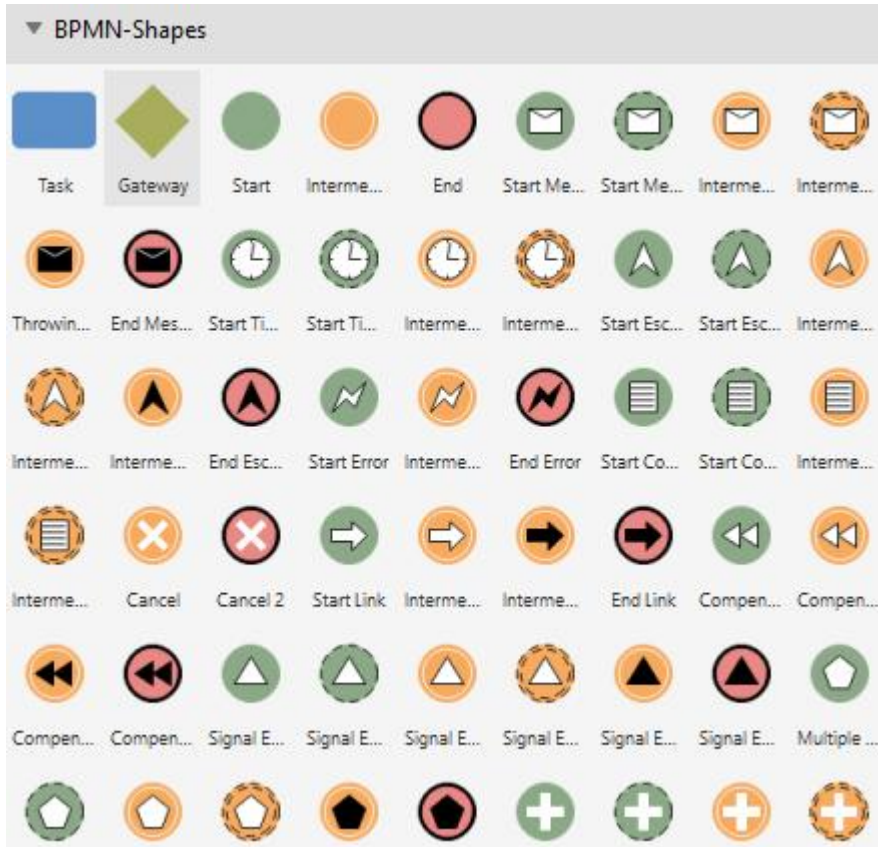 BPMN-Shapes
Task Gateway Start Interme... End Start Me... Start Me... Interme... Interme...
Throwin... End Mes... Start Ti... Start Ti... Interme... Interme... Start Esc... Start Esc... Interme...
Interme... Interme... End Esc... Start Error Interme... End Error Start Co... Start Co... Interme...
Interme... Cancel Cancel 2 Start Link Interme... Interme... End Link Compen... Compen...
Compen... Compen... Signal E... Signal E... Signal E... Signal E... Signal E... Signal E... Multiple ...